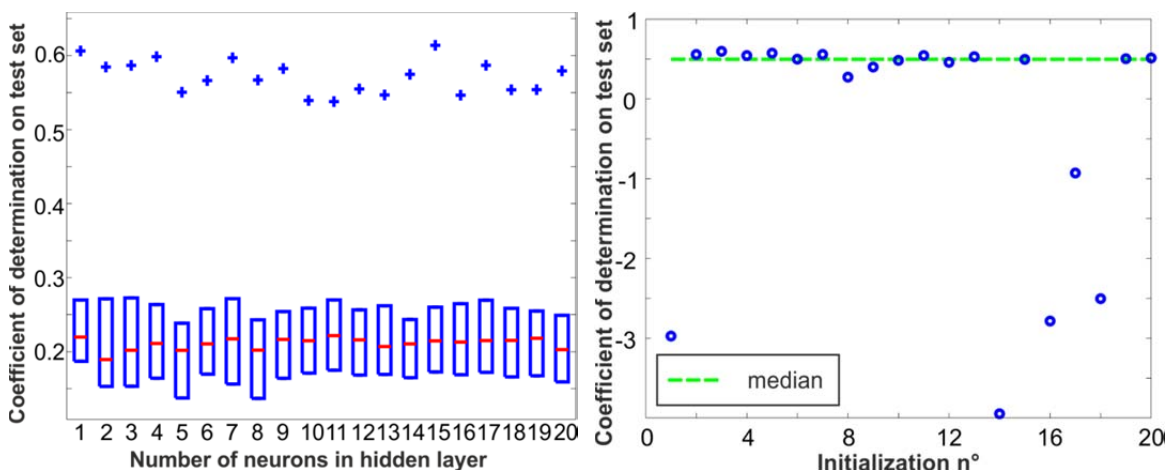 Coefficient of determination on test set
0.6
0.5
0.4
0.3
0.2
1 2 3 4 5 6 7 8 9 10 11 12 13 14 15 16 17 18 19 20
Number of neurons in hidden layer
Coefficient of determination on test set
1
0
-1
-2
-3
median
0 4 8 12 16 20
Initialization n°